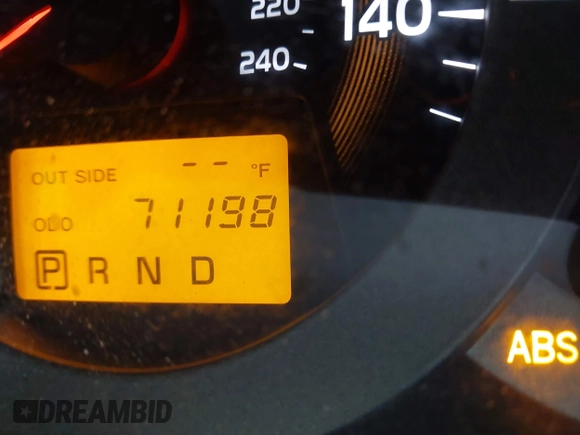 220
140
240
OUT SIDE -- °F
ODO 71198
P R N D
ABS
DREAMBID